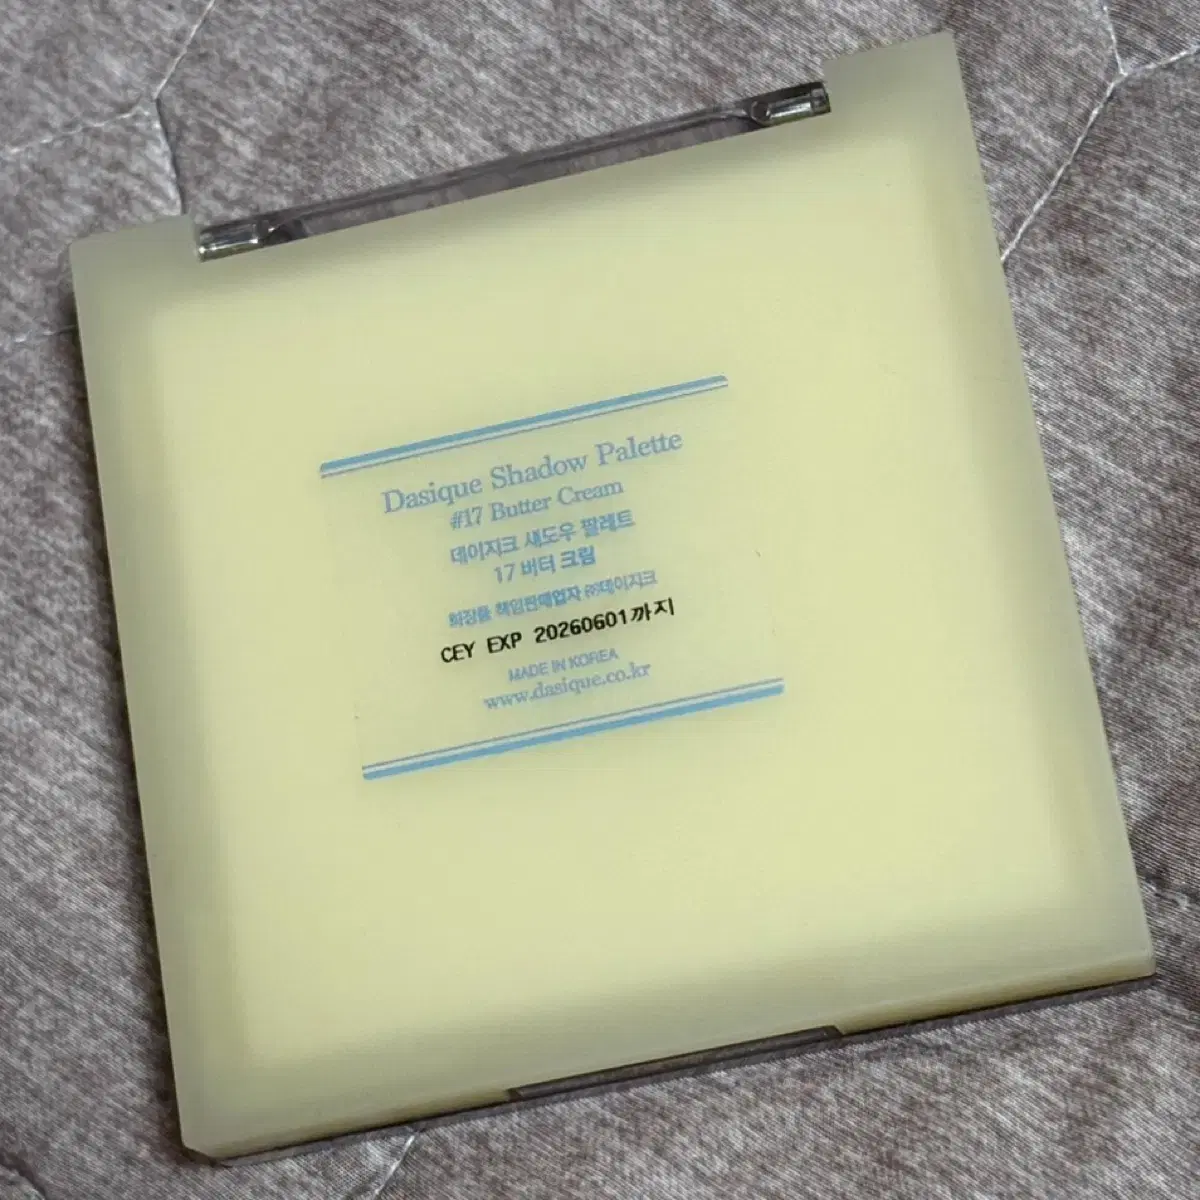 Dasique Shadow Palette
#17 Butter Cream
데이지크 섀도우 팔레트
17 버터 크림
화장품 책임판매업자 ㈜데이지크
CEY EXP 20260601까지
MADE IN KOREA
www.dasique.co.kr